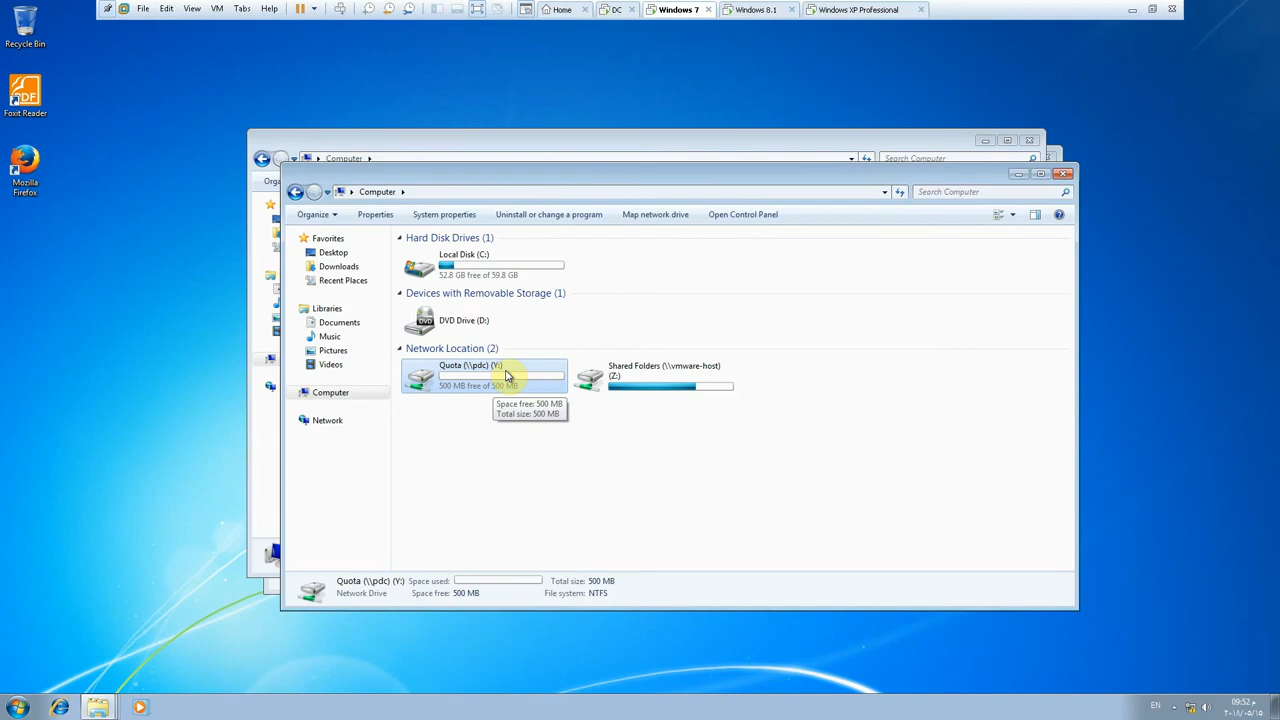 File Edit View VM Tabs Help
Home DC Windows 7 Windows 8.1 Windows XP Professional
Recycle Bin
Foxit Reader
Mozilla
Firefox
Computer
Search Computer
Orga
Computer
Search Computer
Organize Properties System properties Uninstall or change a program Map network drive Open Control Panel
Favorites
Desktop
Downloads
Recent Places
Libraries
Documents
Music
Pictures
Videos
Computer
Network
Hard Disk Drives (1)
Local Disk (C:)
52.8 GB free of 59.8 GB
Devices with Removable Storage (1)
DVD
DVD Drive (D:)
Network Location (2)
Quota (\\pdc) (Y:)
500 MB free of 500 MB
Shared Folders (\\vmware-host)
(Z:)
Space free: 500 MB
Total size: 500 MB
Quota (\\pdc) (Y:) Space used: Total size: 500 MB
Network Drive Space free: 500 MB File system: NTFS
EN
09:52 م
٢٠١٨/٠٥/١٥